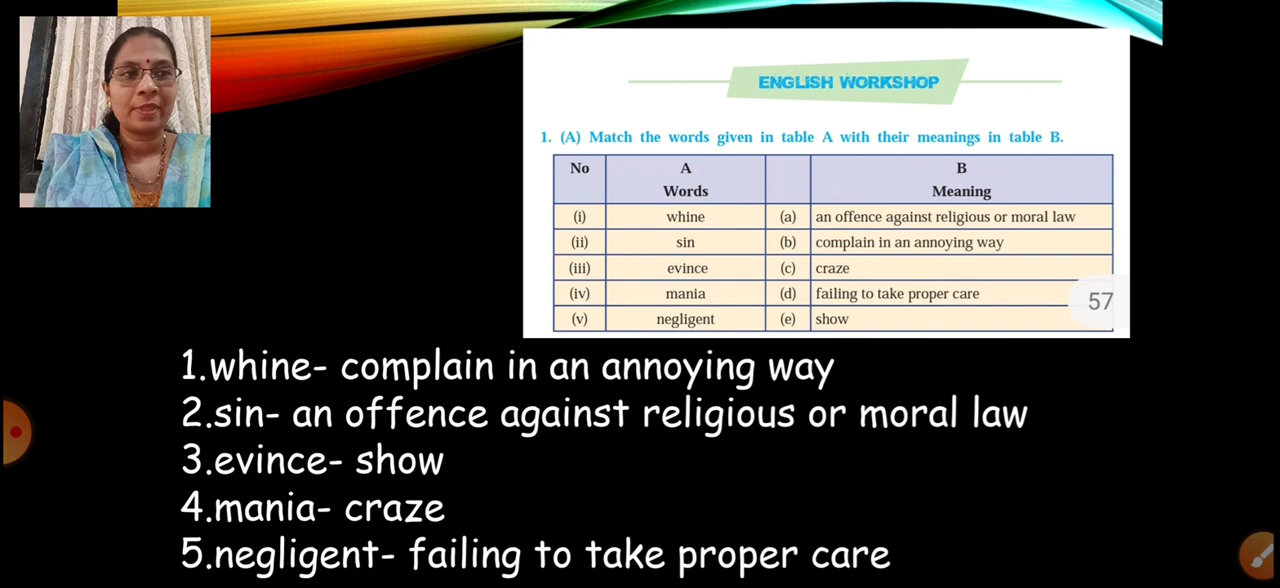 ENGLISH WORKSHOP
1. (A) Match the words given in table A with their meanings in table B.
No A B
Words Meaning
(i) whine (a) an offence against religious or moral law
(ii) sin (b) complain in an annoying way
(iii) evince (c) craze
(iv) mania (d) failing to take proper care
57
(v) negligent (e) show
1.whine- complain in an annoying way
2.sin- an offence against religious or moral law
3.evince- show
4.mania- craze
5.negligent- failing to take proper care